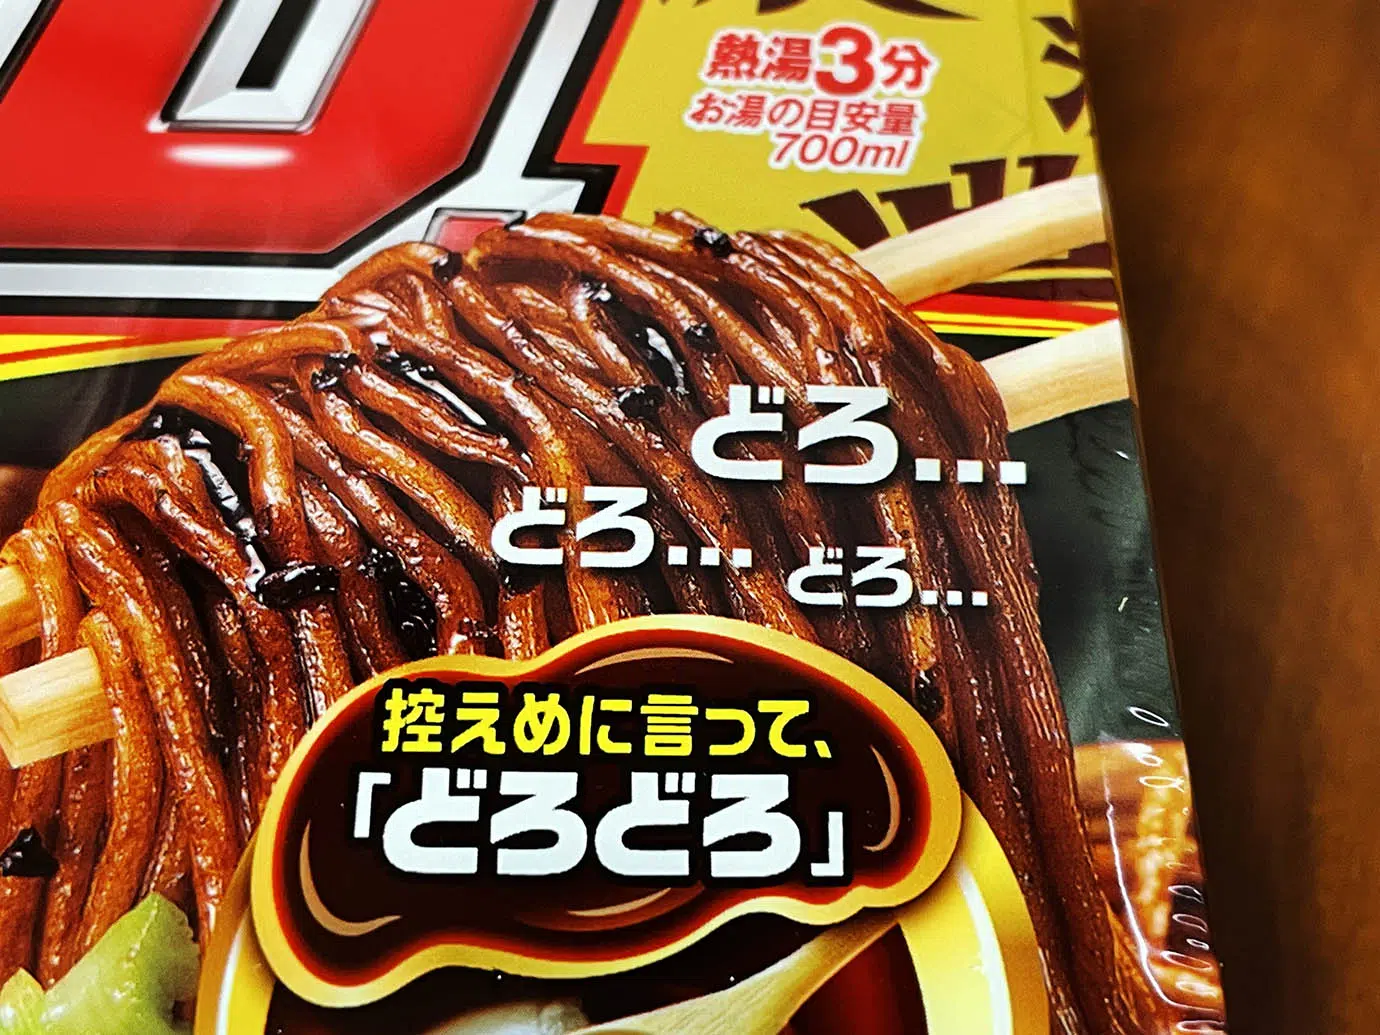 熱湯3分
お湯の目安量
700ml
どろ…
どろ…
どろ…
控えめに言って、
「どろどろ」